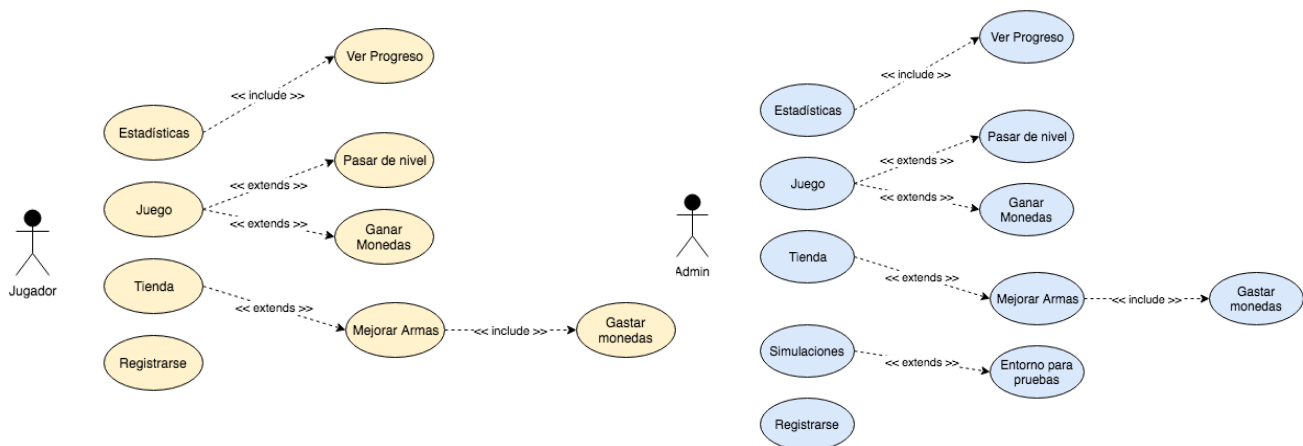 Ver Progreso
<< include >>
Estadísticas
Pasar de nivel
<< extends >>
Juego
<< extends >>
Ganar
Monedas
Jugador
Tienda
<< extends >>
Mejorar Armas
<< include >>
Gastar
monedas
Registrarse
Ver Progreso
<< include >>
Estadísticas
Pasar de nivel
<< extends >>
Juego
<< extends >>
Ganar
Monedas
Admin
Tienda
<< extends >>
Mejorar Armas
<< include >>
Gastar
monedas
Simulaciones
<< extends >>
Entorno para
pruebas
Registrarse